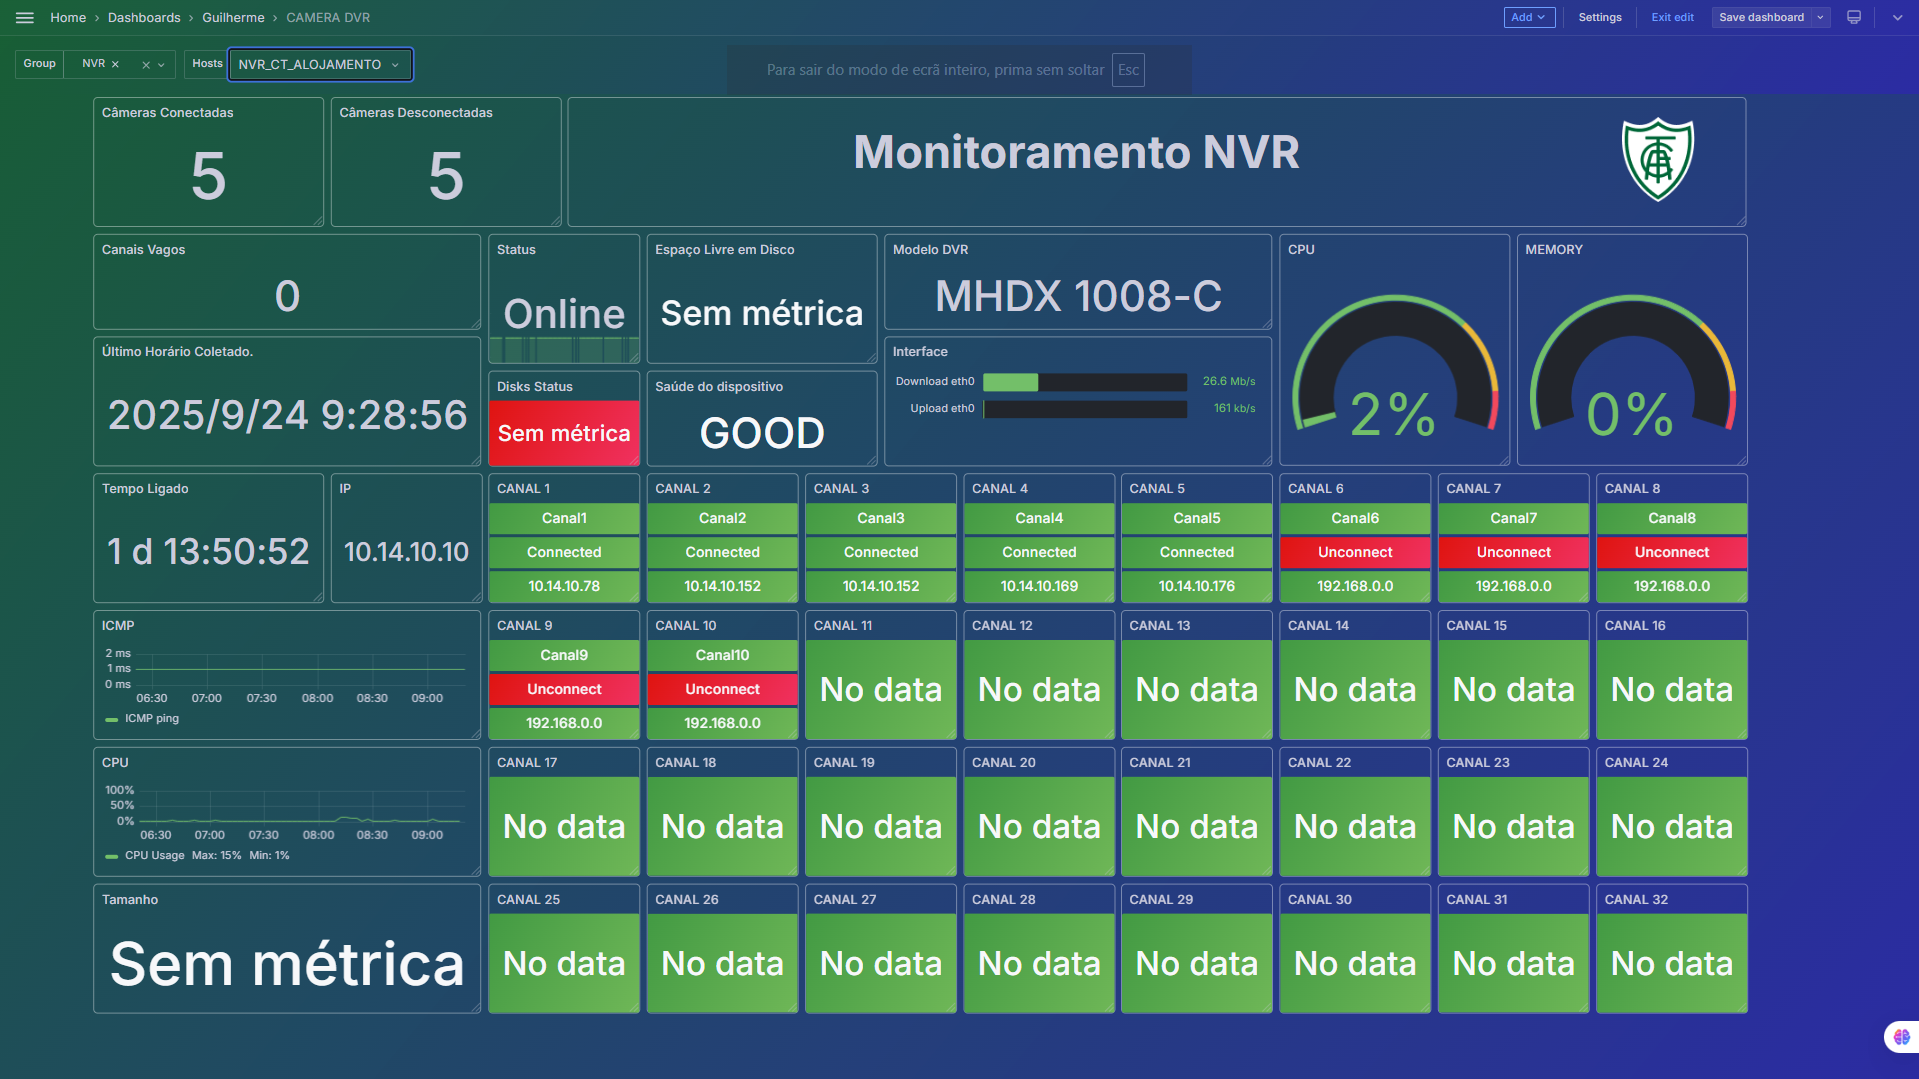 Home › Dashboards › Guilherme › CAMERA DVR
Add
Settings
Exit edit
Save dashboard
Group NVR
Hosts NVR_CT_ALOJAMENTO
Para sair do modo de ecrã inteiro, prima sem soltar Esc
Câmeras Conectadas
5
Câmeras Desconectadas
5
Monitoramento NVR
Canais Vagos
0
Status
Online
Espaço Livre em Disco
Sem métrica
Modelo DVR
MHDX 1008-C
CPU
2%
MEMORY
0%
Último Horário Coletado.
2025/9/24 9:28:56
Disks Status
Sem métrica
Saúde do dispositivo
GOOD
Interface
Download eth0 26.6 Mb/s
Upload eth0 161 kb/s
Tempo Ligado
1 d 13:50:52
IP
10.14.10.10
CANAL 1
Canal1
Connected
10.14.10.78
CANAL 2
Canal2
Connected
10.14.10.152
CANAL 3
Canal3
Connected
10.14.10.152
CANAL 4
Canal4
Connected
10.14.10.169
CANAL 5
Canal5
Connected
10.14.10.176
CANAL 6
Canal6
Unconnect
192.168.0.0
CANAL 7
Canal7
Unconnect
192.168.0.0
CANAL 8
Canal8
Unconnect
192.168.0.0
ICMP
2 ms
1 ms
0 ms
06:30 07:00 07:30 08:00 08:30 09:00
ICMP ping
CANAL 9
Canal9
Unconnect
192.168.0.0
CANAL 10
Canal10
Unconnect
192.168.0.0
CANAL 11
No data
CANAL 12
No data
CANAL 13
No data
CANAL 14
No data
CANAL 15
No data
CANAL 16
No data
CPU
100%
50%
0%
06:30 07:00 07:30 08:00 08:30 09:00
CPU Usage Max: 15% Min: 1%
CANAL 17
No data
CANAL 18
No data
CANAL 19
No data
CANAL 20
No data
CANAL 21
No data
CANAL 22
No data
CANAL 23
No data
CANAL 24
No data
Tamanho
Sem métrica
CANAL 25
No data
CANAL 26
No data
CANAL 27
No data
CANAL 28
No data
CANAL 29
No data
CANAL 30
No data
CANAL 31
No data
CANAL 32
No data